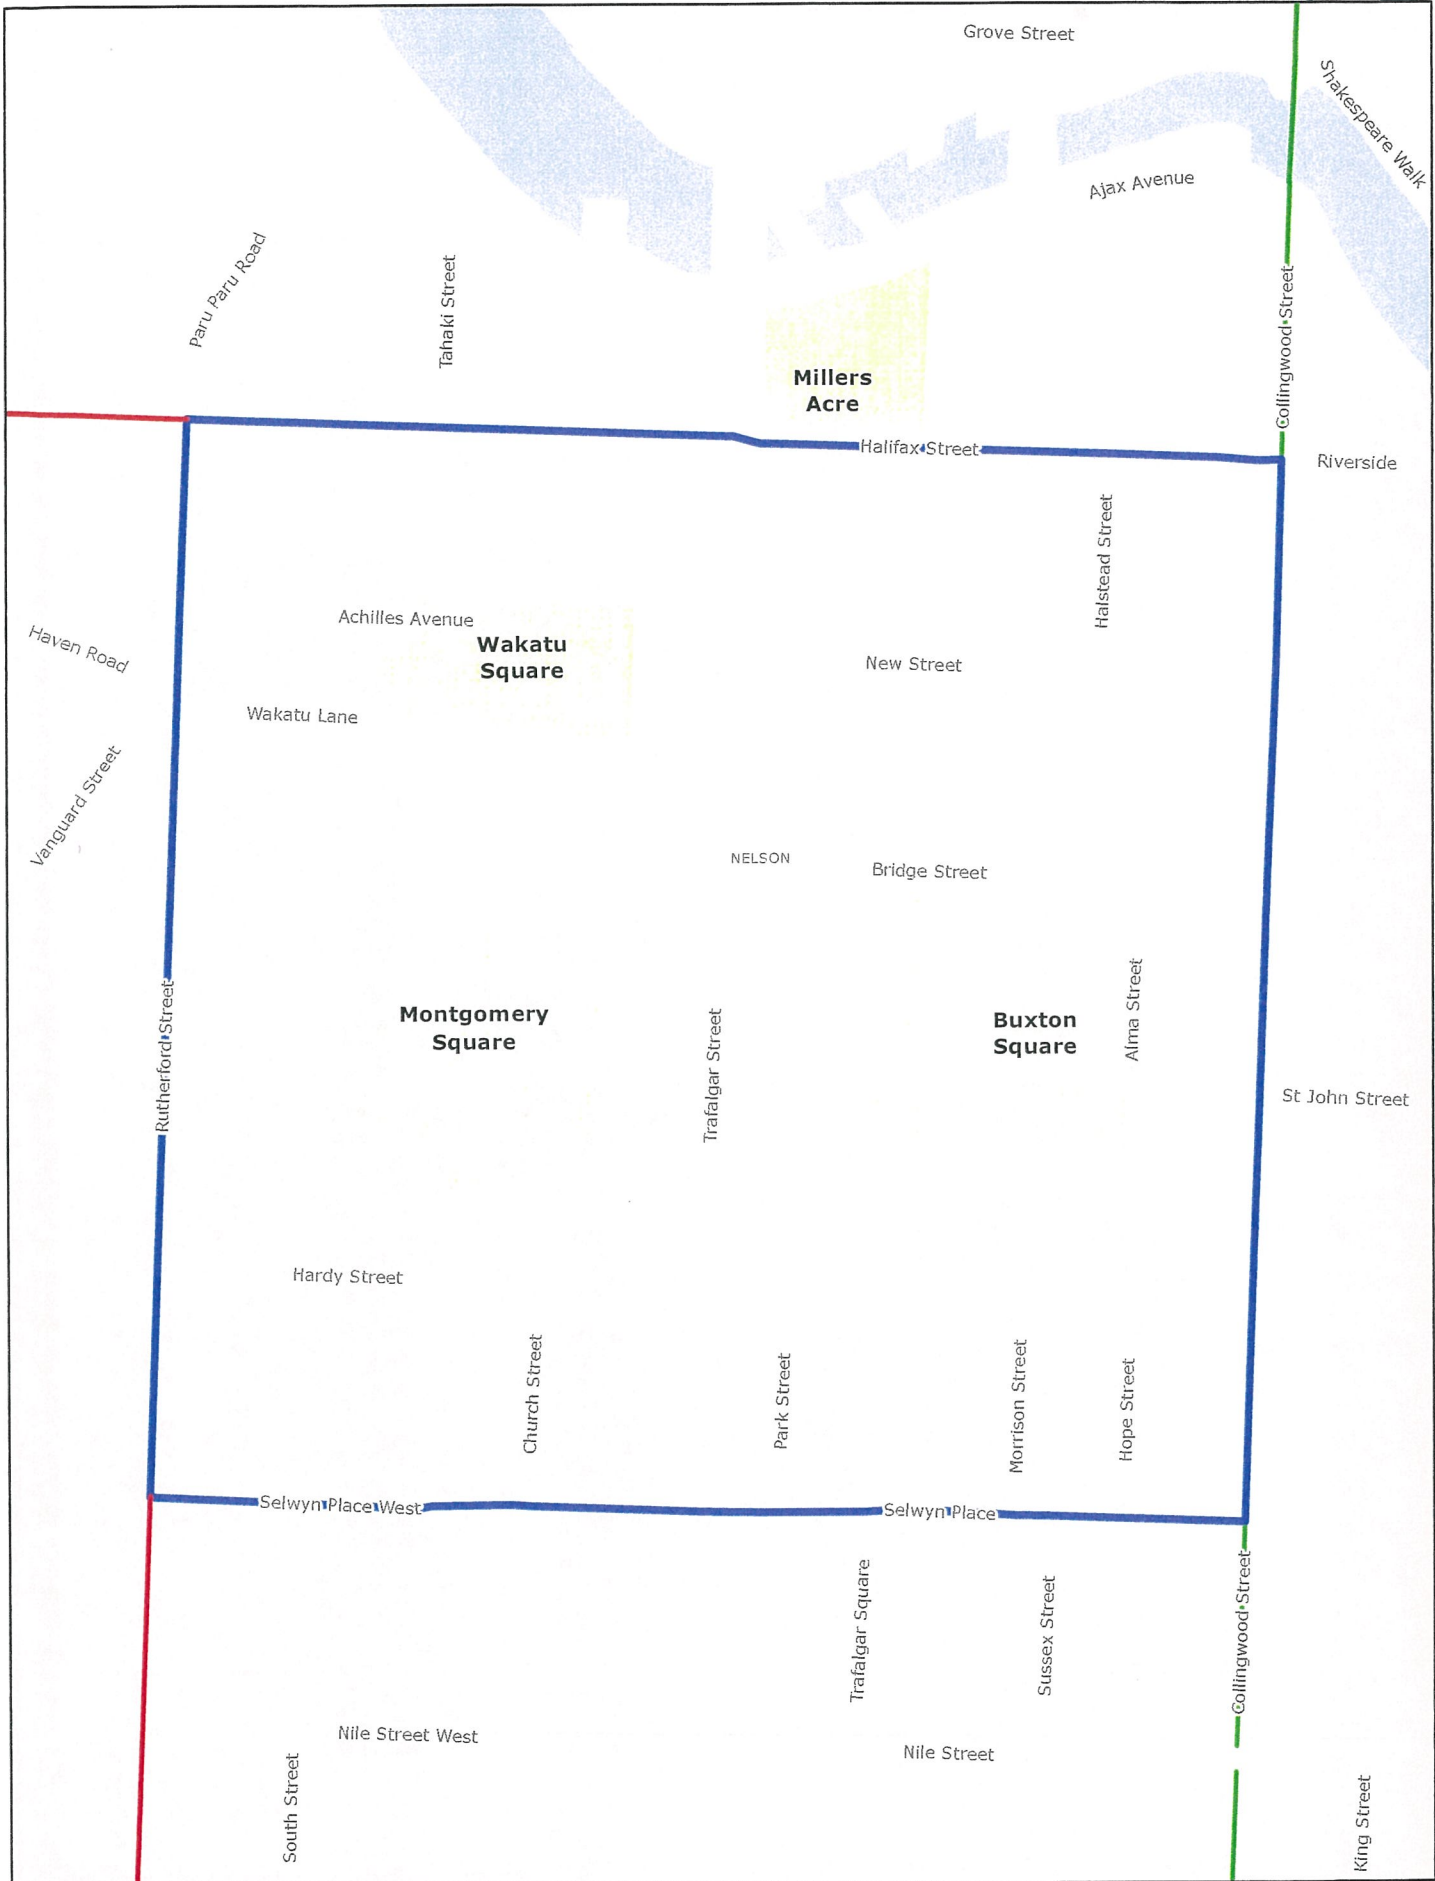 Grove Street
Shakespeare Walk
Ajax Avenue
Paru Paru Road
Tahaki Street
Collingwood Street
Millers
Acre
Halifax Street
Riverside
Halstead Street
Achilles Avenue
Wakatu
Square
Haven Road
New Street
Wakatu Lane
Vanguard Street
NELSON
Bridge Street
Rutherford Street
Montgomery
Square
Trafalgar Street
Buxton
Square
Alma Street
St John Street
Hardy Street
Church Street
Park Street
Morrison Street
Hope Street
Selwyn Place West
Selwyn Place
Trafalgar Square
Sussex Street
Collingwood Street
Nile Street West
Nile Street
South Street
King Street